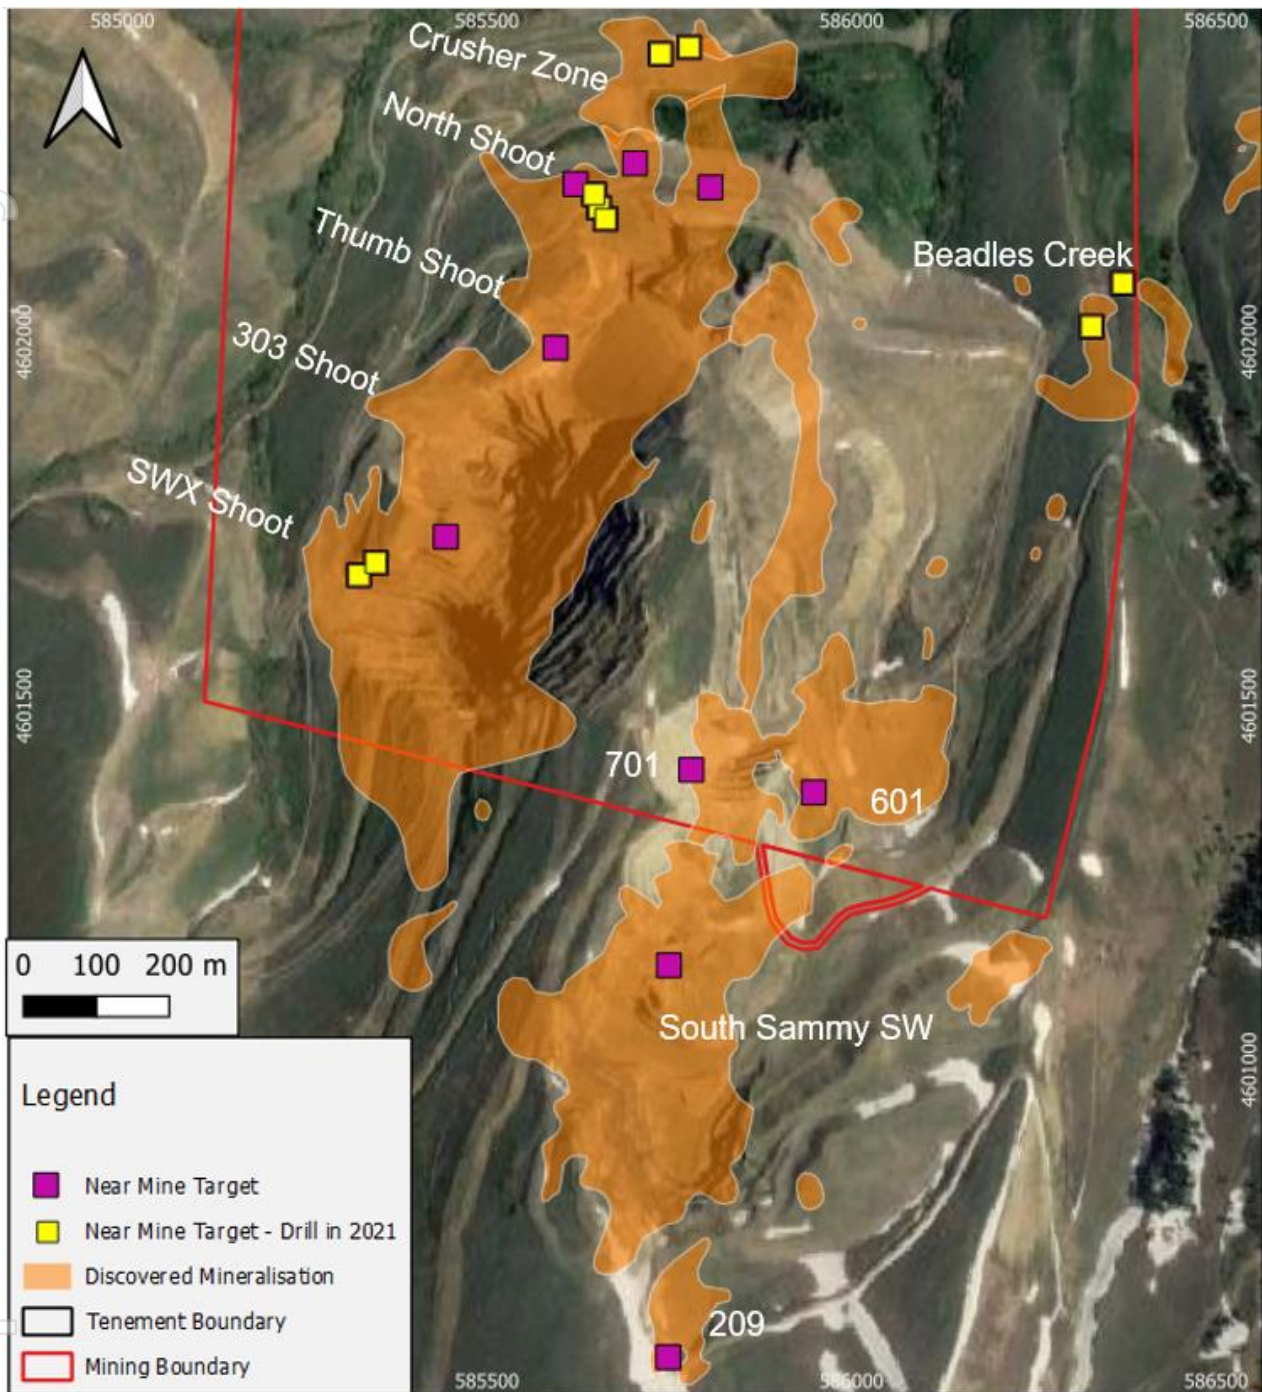 585000
585500
586000
586500
Crusher Zone
North Shoot
Thumb Shoot
Beadles Creek
4602000
4602000
303 Shoot
SWX Shoot
4601500
4601500
701
601
0 100 200 m
South Sammy SW
4601000
Legend
Near Mine Target
Near Mine Target - Drill in 2021
Discovered Mineralisation
Tenement Boundary
209
Mining Boundary
585500
586000
586500